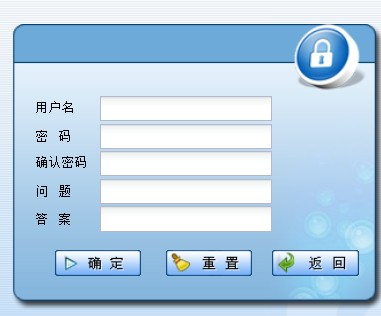 用户名
密 码
确认密码
问 题
答 案
确 定 重 置 返 回